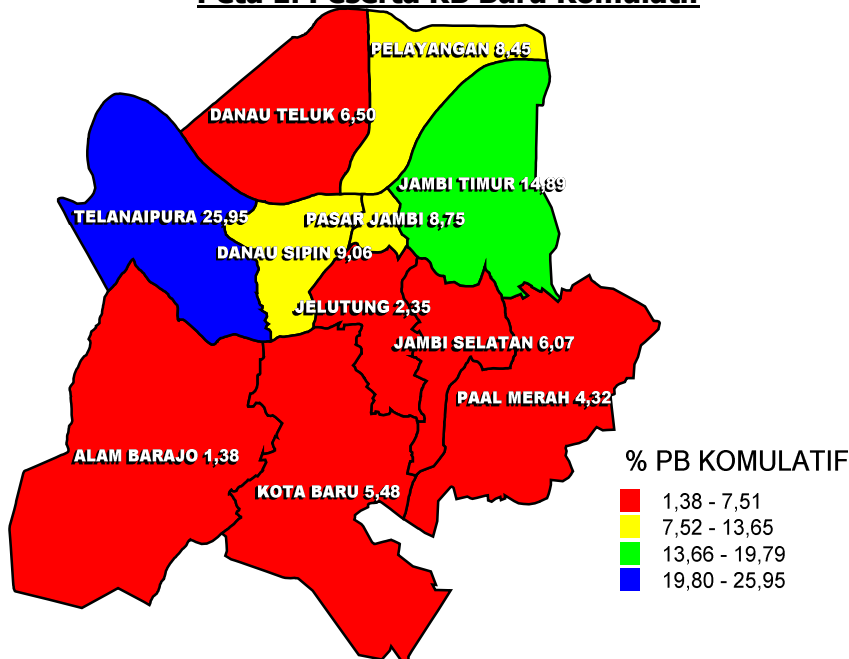 PELAYANGAN 8,45
DANAU TELUK 6,50
JAMBI TIMUR 14,89
TELANAIPURA 25,95
PASAR JAMBI 8,75
DANAU SIPIN 9,06
JELUTUNG 2,35
JAMBI SELATAN 6,07
PAAL MERAH 4,32
ALAM BARAJO 1,38
KOTA BARU 5,48
% PB KOMULATIF
1,38 - 7,51
7,52 - 13,65
13,66 - 19,79
19,80 - 25,95